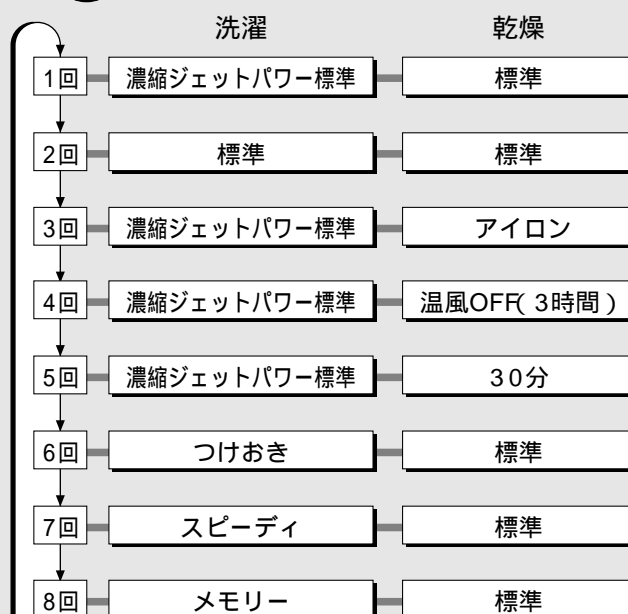 洗濯 乾燥
1回 濃縮ジェットパワー標準 標準
2回 標準 標準
3回 濃縮ジェットパワー標準 アイロン
4回 濃縮ジェットパワー標準 温風OFF(3時間)
5回 濃縮ジェットパワー標準 30分
6回 つけおき 標準
7回 スピーディ 標準
8回 メモリー 標準